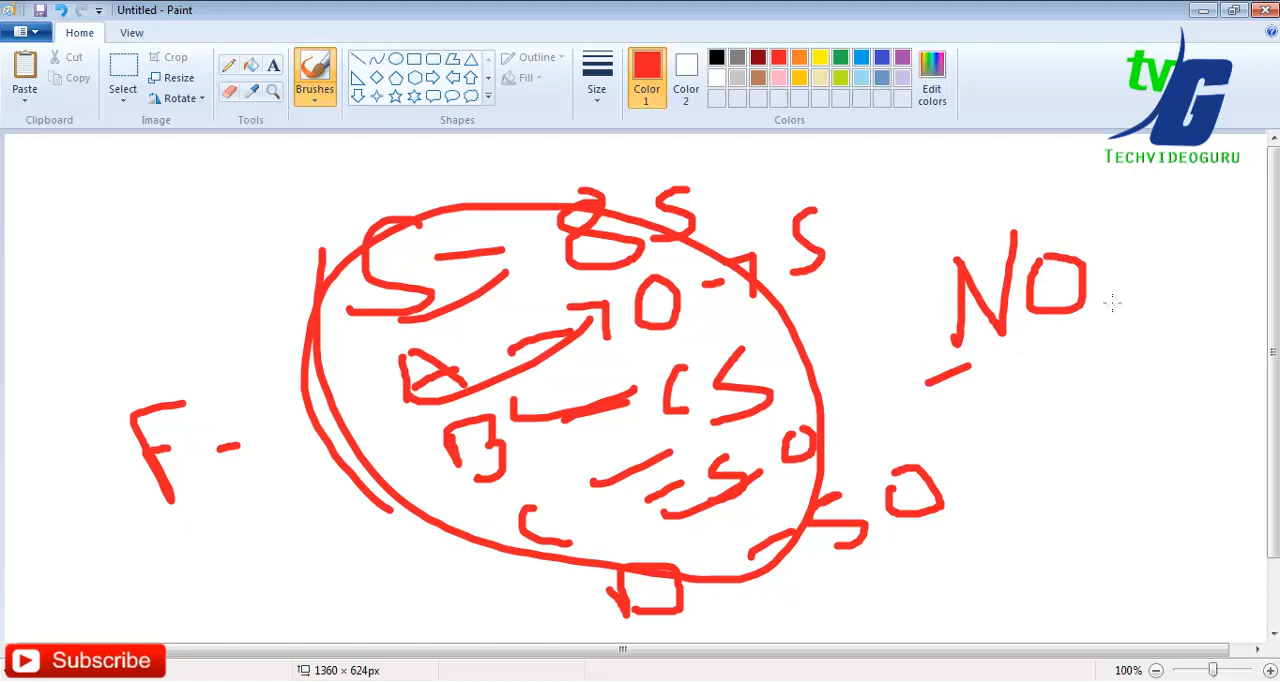 Untitled - Paint
Home
View
Paste
Cut
Copy
Clipboard
Select
Crop
Resize
Rotate
Image
Tools
Brushes
Shapes
Outline
Fill
Size
Color 1
Color 2
Edit colors
Colors
tv G
TECHVIDEOGURU
S
S
S
O
NO
A
C S
F -
B
S O
C
S O
D
Subscribe
1360 × 624px
100%